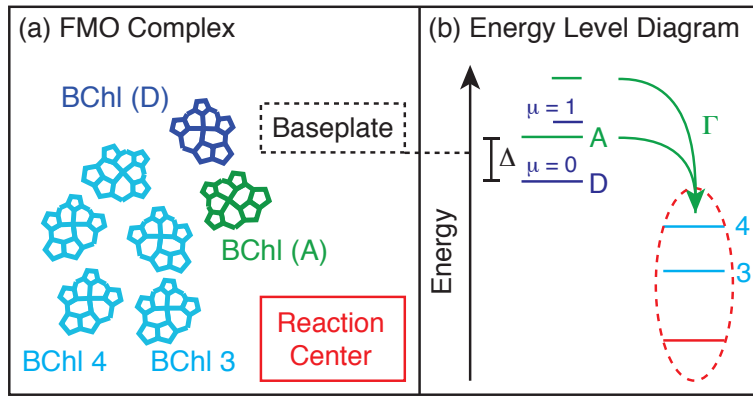 (a) FMO Complex
BChl (D)
Baseplate
BChl (A)
BChl 4
BChl 3
Reaction
Center
(b) Energy Level Diagram
Energy
μ = 1
A
Γ
Δ
μ = 0
D
4
3